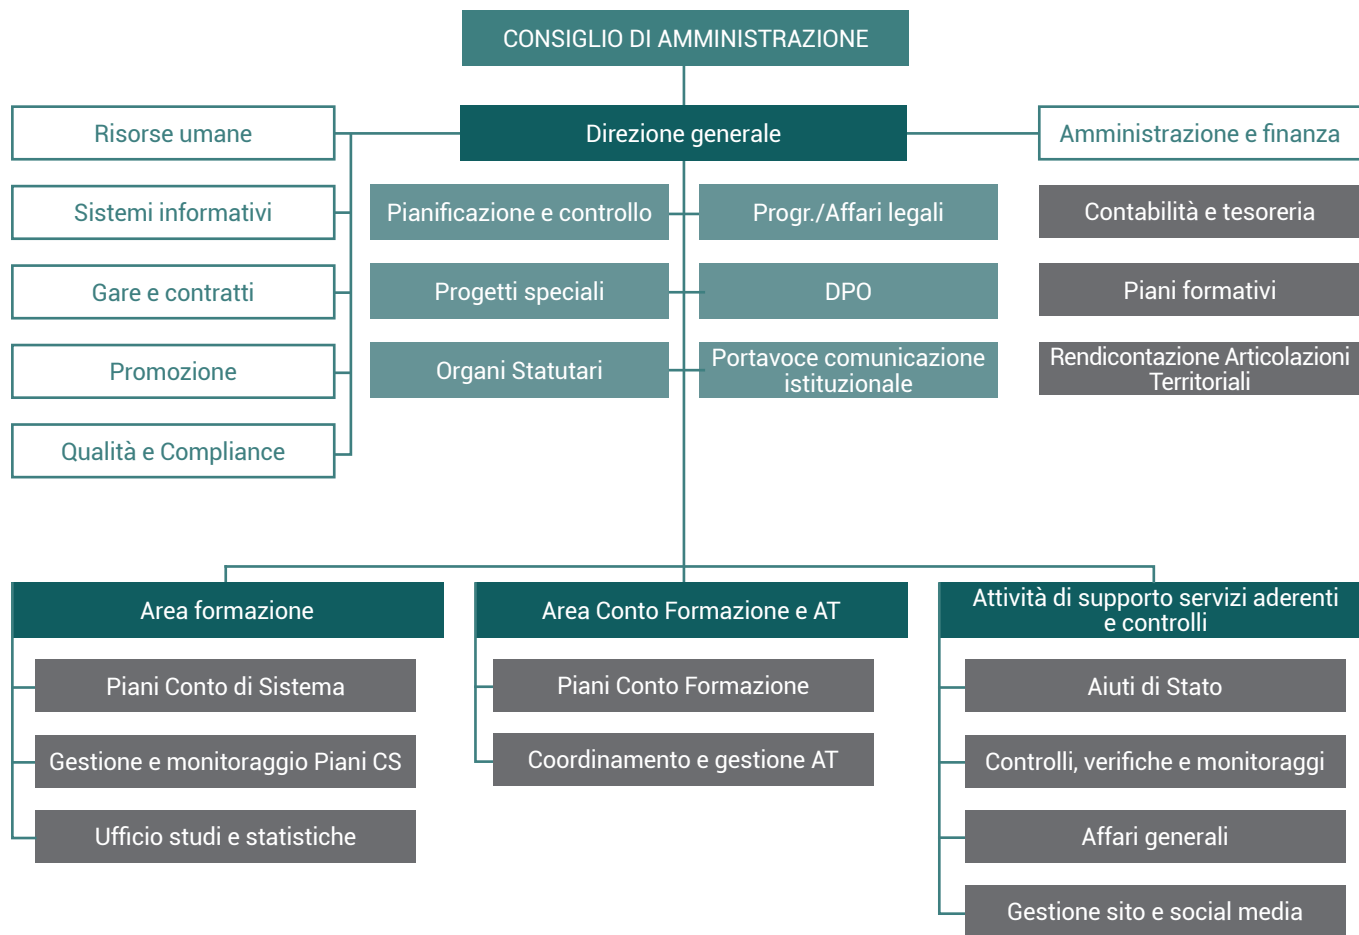 CONSIGLIO DI AMMINISTRAZIONE
Risorse umane
Direzione generale
Amministrazione e finanza
Sistemi informativi
Pianificazione e controllo
Progr./Affari legali
Contabilità e tesoreria
Gare e contratti
Progetti speciali
DPO
Piani formativi
Promozione
Organi Statutari
Portavoce comunicazione
istituzionale
Rendicontazione Articolazioni
Territoriali
Qualità e Compliance
Area formazione
Area Conto Formazione e AT
Attività di supporto servizi aderenti
e controlli
Piani Conto di Sistema
Piani Conto Formazione
Aiuti di Stato
Gestione e monitoraggio Piani CS
Coordinamento e gestione AT
Controlli, verifiche e monitoraggi
Ufficio studi e statistiche
Affari generali
Gestione sito e social media